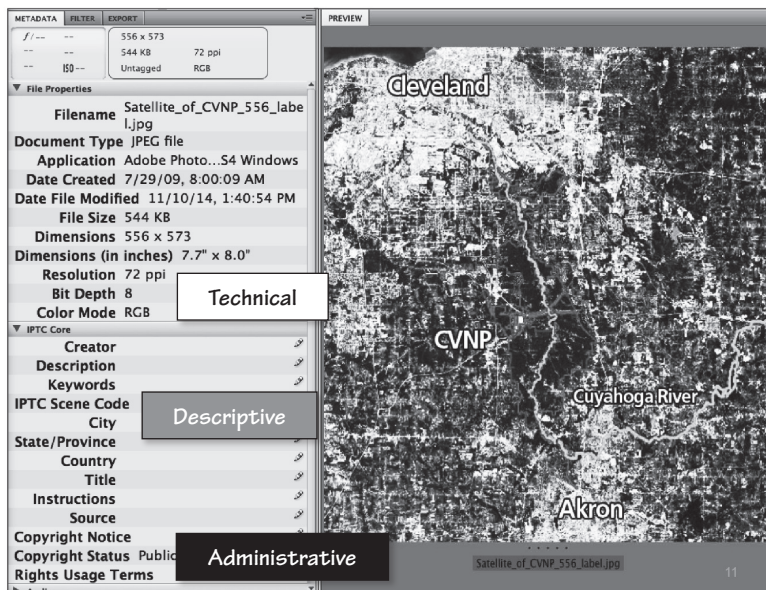 METADATA FILTER EXPORT
f/-- --
-- --
-- ISO --
556 x 573
544 KB 72 ppi
Untagged RGB
File Properties
Filename Satellite_of_CVNP_556_labe
l.jpg
Document Type JPEG file
Application Adobe Photo...S4 Windows
Date Created 7/29/09, 8:00:09 AM
Date File Modified 11/10/14, 1:40:54 PM
File Size 544 KB
Dimensions 556 x 573
Dimensions (in inches) 7.7" x 8.0"
Resolution 72 ppi
Bit Depth 8
Color Mode RGB
Technical
IPTC Core
Creator
Description
Keywords
IPTC Scene Code
Descriptive
City
State/Province
Country
Title
Instructions
Source
Copyright Notice
Copyright Status Public
Administrative
Rights Usage Terms
PREVIEW
Cleveland
CVNP
Cuyahoga River
Akron
Satellite_of_CVNP_556_label.jpg
11